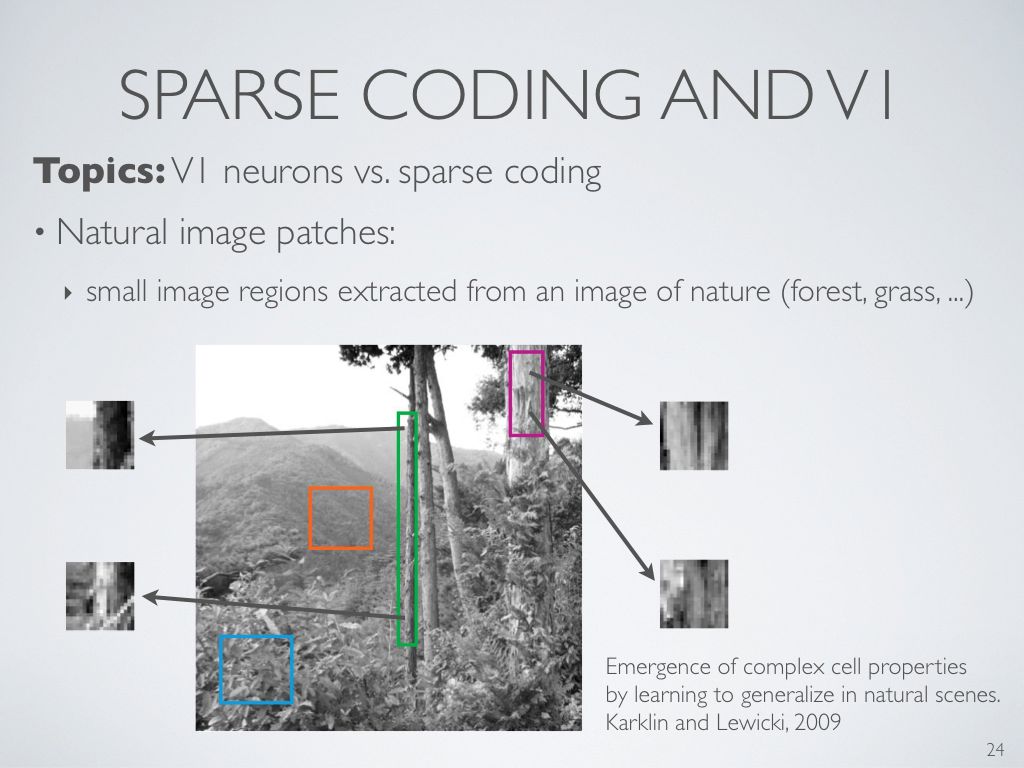 SPARSE CODING AND V1
Topics: V1 neurons vs. sparse coding
• Natural image patches:
‣ small image regions extracted from an image of nature (forest, grass, ...)
Emergence of complex cell properties
by learning to generalize in natural scenes.
Karklin and Lewicki, 2009
24